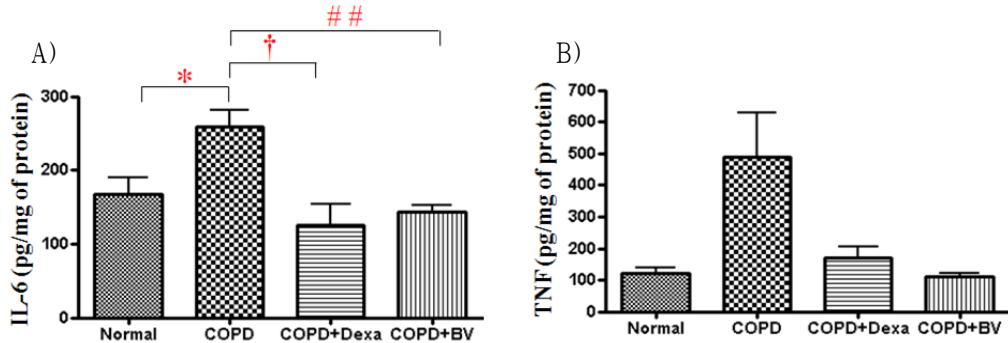 A)
# #
†
*
IL-6 (pg/mg of protein)
300
200
100
0
Normal COPD COPD+Dexa COPD+BV
B)
TNF (pg/mg of protein)
700
600
500
400
300
200
100
0
Normal COPD COPD+Dexa COPD+BV